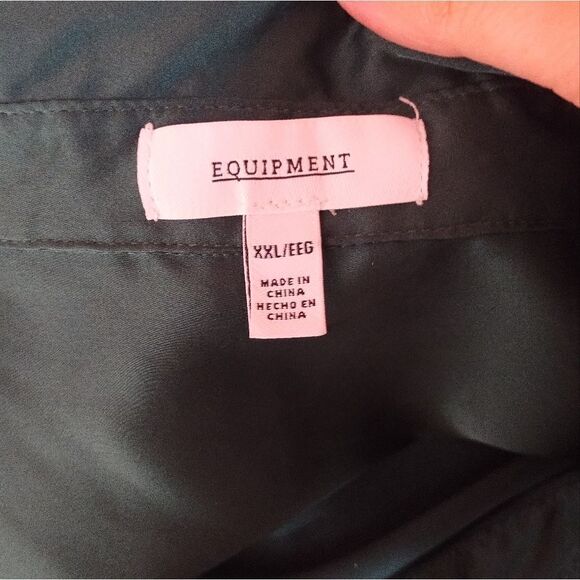 EQUIPMENT
XXL/EEG
MADE IN
CHINA
HECHO EN
CHINA